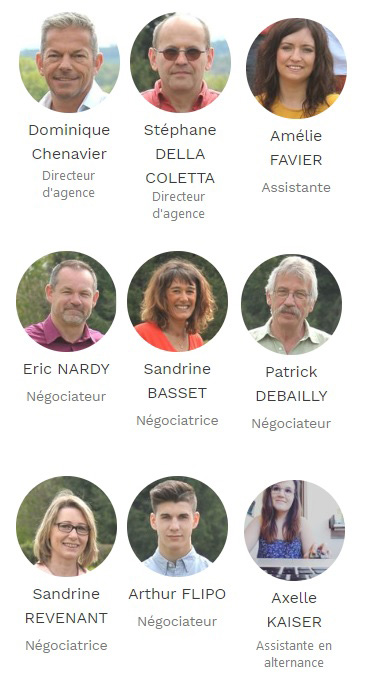 Dominique
Chenavier
Directeur
d'agence
Stéphane
DELLA
COLETTA
Directeur
d'agence
Amélie
FAVIER
Assistante
Eric NARDY
Négociateur
Sandrine
BASSET
Négociatrice
Patrick
DEBAILLY
Négociateur
Sandrine
REVENANT
Négociatrice
Arthur FLIPO
Négociateur
Axelle
KAISER
Assistante en
alternance